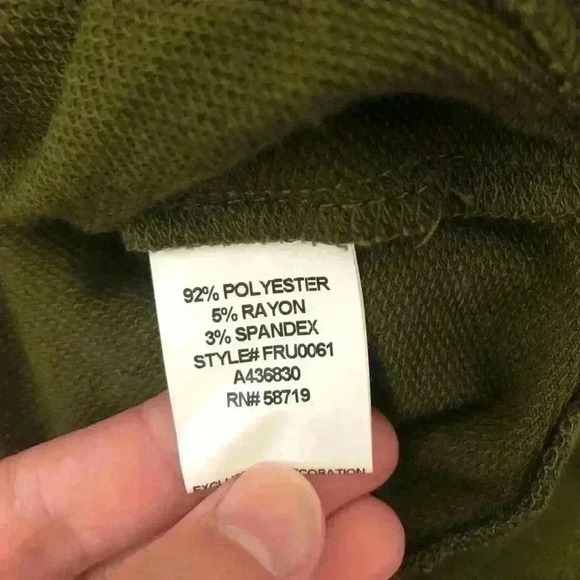 92% POLYESTER
5% RAYON
3% SPANDEX
STYLE# FRU0061
A436830
RN# 58719